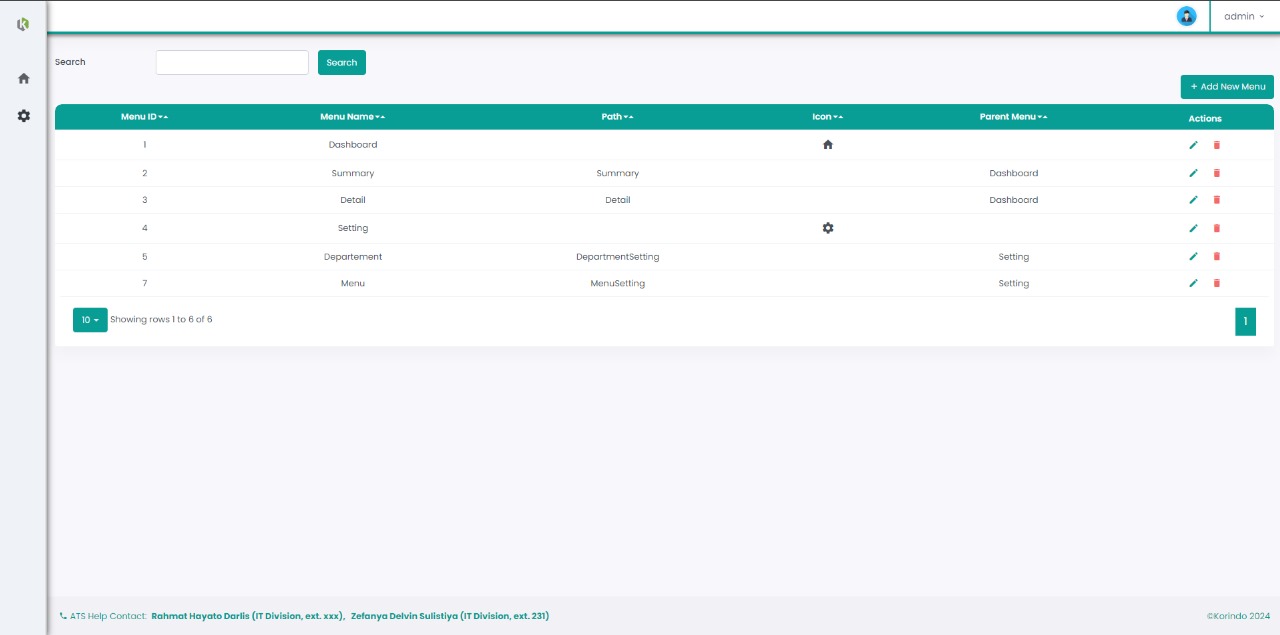 admin
Search
Search
+ Add New Menu
Menu ID Menu Name Path Icon Parent Menu Actions
1 Dashboard
2 Summary Summary Dashboard
3 Detail Detail Dashboard
4 Setting
5 Departement DepartmentSetting Setting
7 Menu MenuSetting Setting
10 Showing rows 1 to 6 of 6 1
ATS Help Contact: Rahmat Hayato Darlis (IT Division, ext. xxx), Zefanya Delvin Sulistiya (IT Division, ext. 231) ©Korindo 2024